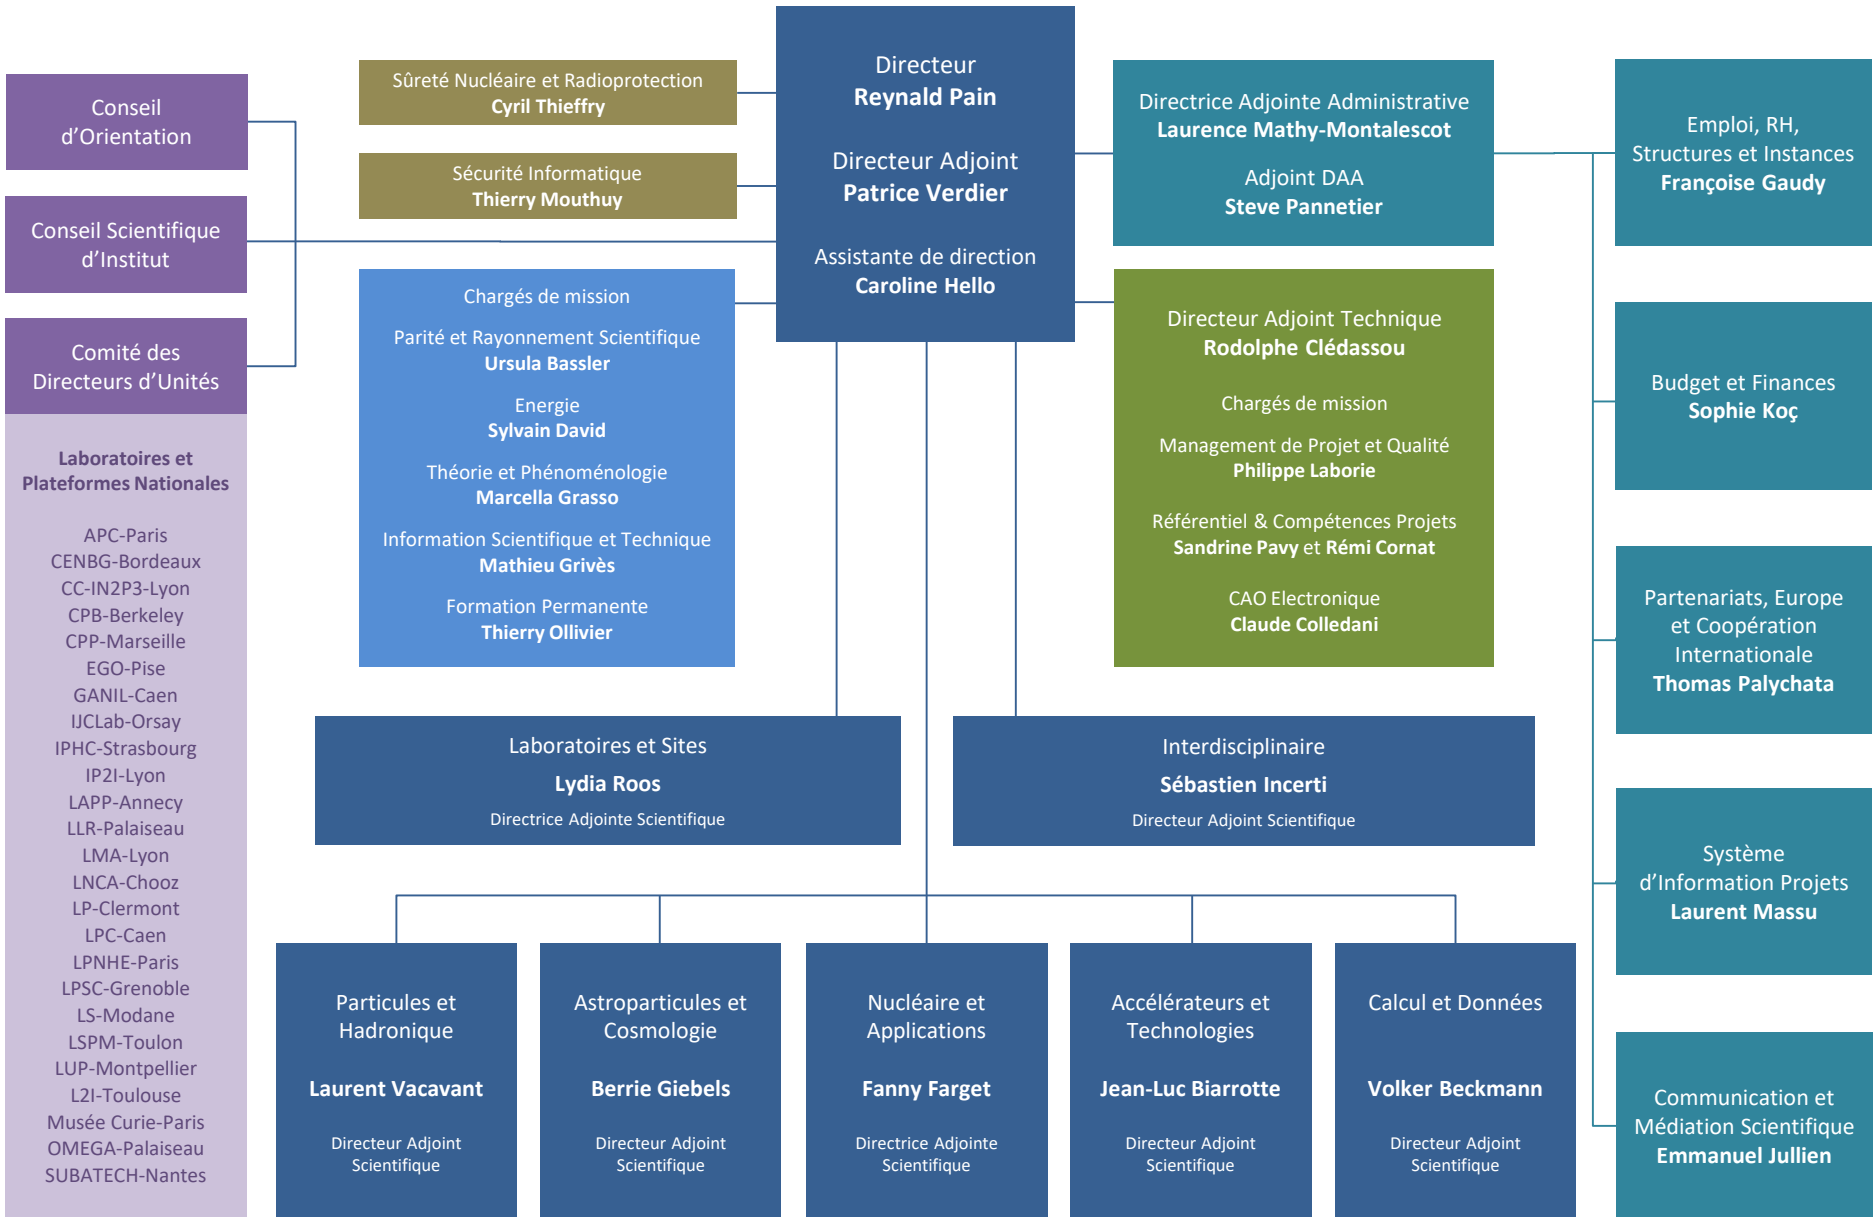 Conseil
d’Orientation
Conseil Scientifique
d’Institut
Comité des
Directeurs d’Unités
Laboratoires et
Plateformes Nationales
APC-Paris
CENBG-Bordeaux
CC-IN2P3-Lyon
CPB-Berkeley
CPP-Marseille
EGO-Pise
GANIL-Caen
IJCLab-Orsay
IPHC-Strasbourg
IP2I-Lyon
LAPP-Annecy
LLR-Palaiseau
LMA-Lyon
LNCA-Chooz
LP-Clermont
LPC-Caen
LPNHE-Paris
LPSC-Grenoble
LS-Modane
LSPM-Toulon
LUP-Montpellier
L2I-Toulouse
Musée Curie-Paris
OMEGA-Palaiseau
SUBATECH-Nantes
Sûreté Nucléaire et Radioprotection
Cyril Thieffry
Sécurité Informatique
Thierry Mouthuy
Chargés de mission
Parité et Rayonnement Scientifique
Ursula Bassler
Energie
Sylvain David
Théorie et Phénoménologie
Marcella Grasso
Information Scientifique et Technique
Mathieu Grivès
Formation Permanente
Thierry Ollivier
Directeur
Reynald Pain
Directeur Adjoint
Patrice Verdier
Assistante de direction
Caroline Hello
Directrice Adjointe Administrative
Laurence Mathy-Montalescot
Adjoint DAA
Steve Pannetier
Directeur Adjoint Technique
Rodolphe Clédassou
Chargés de mission
Management de Projet et Qualité
Philippe Laborie
Référentiel & Compétences Projets
Sandrine Pavy et Rémi Cornat
CAO Electronique
Claude Colledani
Emploi, RH,
Structures et Instances
Françoise Gaudy
Budget et Finances
Sophie Koç
Partenariats, Europe
et Coopération
Internationale
Thomas Palychata
Système
d’Information Projets
Laurent Massu
Communication et
Médiation Scientifique
Emmanuel Jullien
Laboratoires et Sites
Lydia Roos
Directrice Adjointe Scientifique
Interdisciplinaire
Sébastien Incerti
Directeur Adjoint Scientifique
Particules et
Hadronique
Laurent Vacavant
Directeur Adjoint
Scientifique
Astroparticules et
Cosmologie
Berrie Giebels
Directeur Adjoint
Scientifique
Nucléaire et
Applications
Fanny Farget
Directrice Adjointe
Scientifique
Accélérateurs et
Technologies
Jean-Luc Biarrotte
Directeur Adjoint
Scientifique
Calcul et Données
Volker Beckmann
Directeur Adjoint
Scientifique